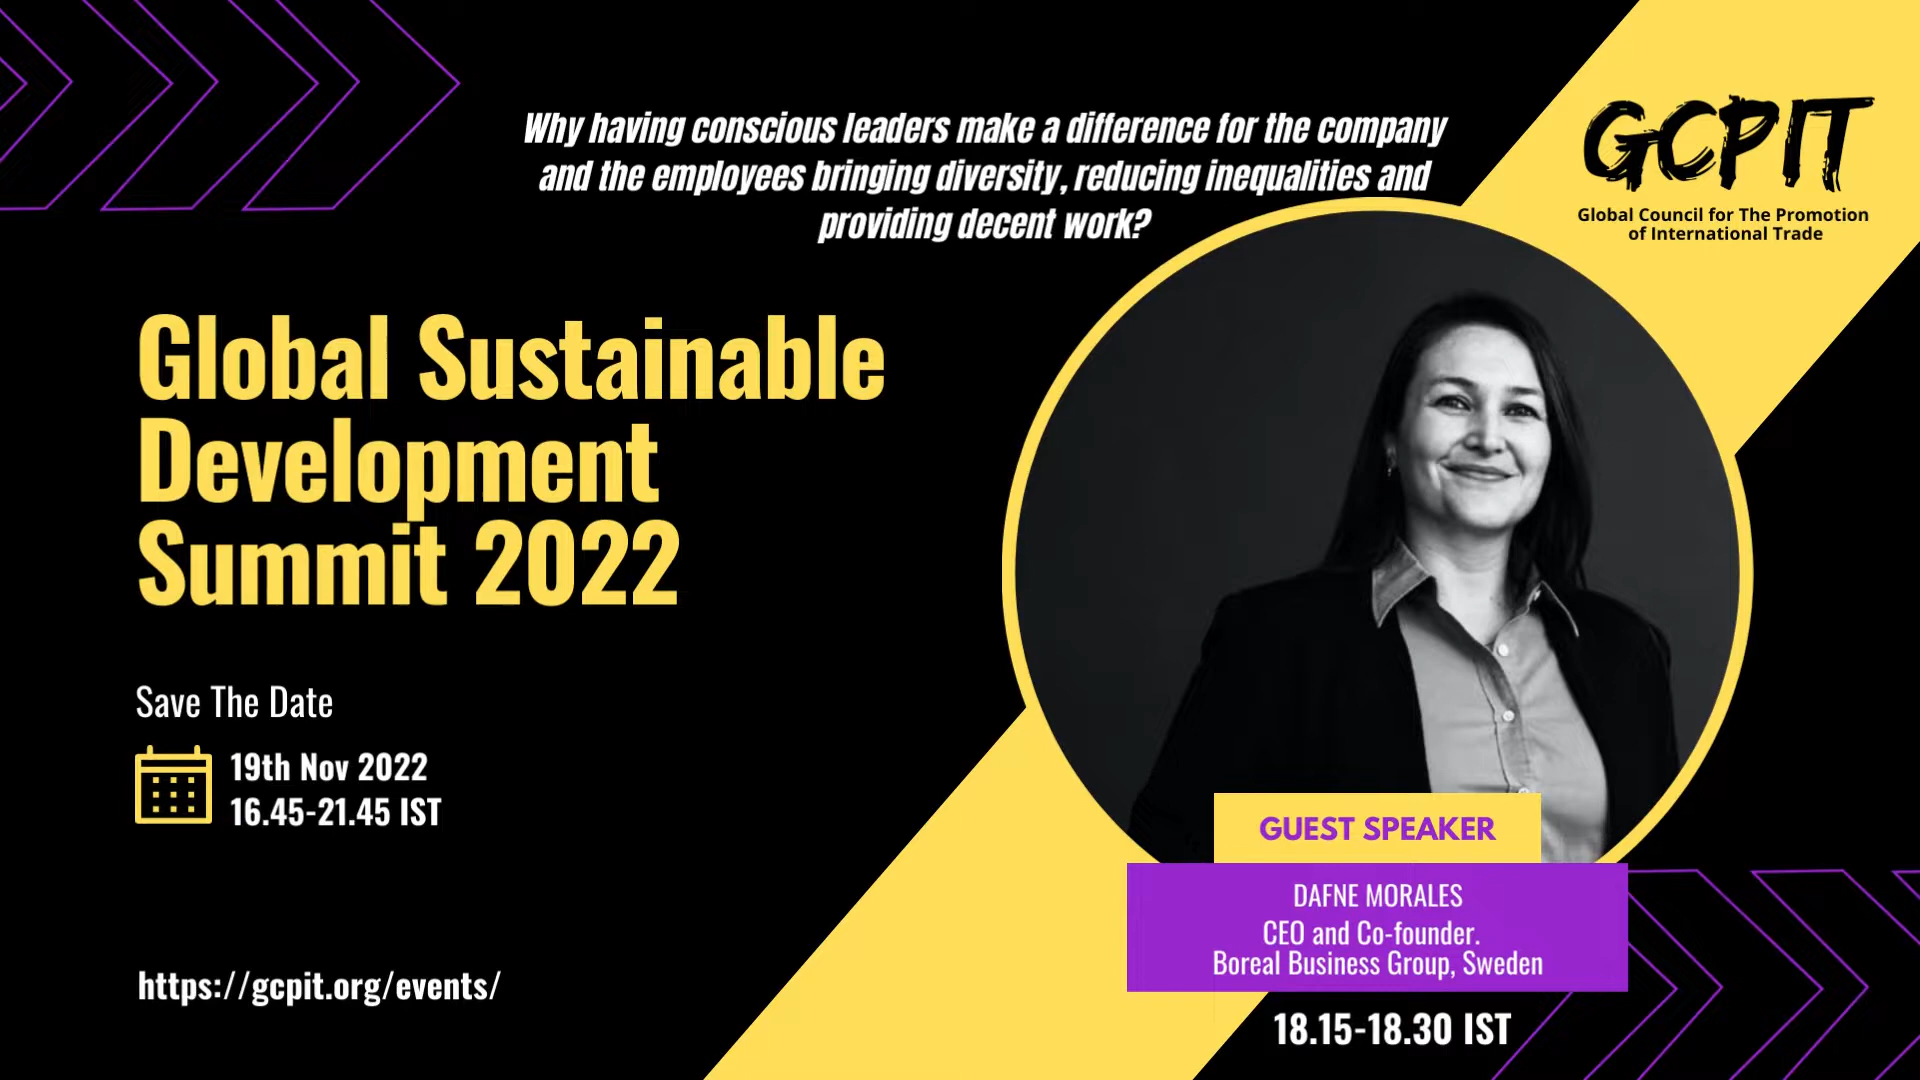 Why having conscious leaders make a difference for the company
and the employees bringing diversity, reducing inequalities and
providing decent work?
GCPIT
Global Council for The Promotion
of International Trade
Global Sustainable
Development
Summit 2022
Save The Date
19th Nov 2022
16.45-21.45 IST
https://gcpit.org/events/
GUEST SPEAKER
DAFNE MORALES
CEO and Co-founder.
Boreal Business Group, Sweden
18.15-18.30 IST